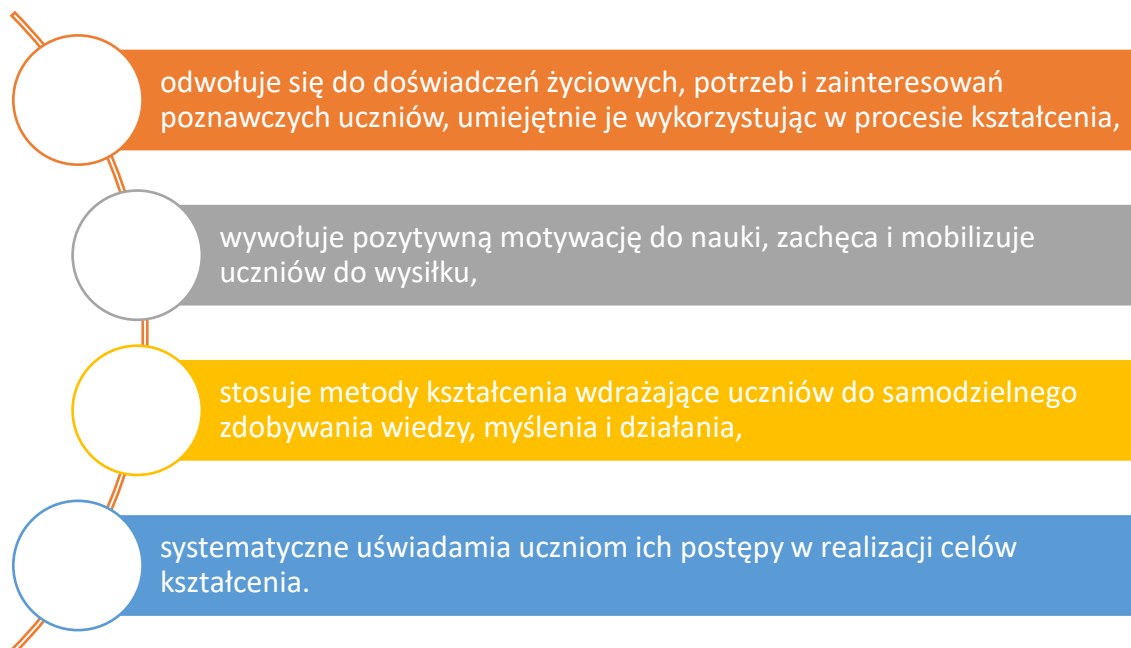 odwołuje się do doświadczeń życiowych, potrzeb i zainteresowań
poznawczych uczniów, umiejętnie je wykorzystując w procesie kształcenia,
wywołuje pozytywną motywację do nauki, zachęca i mobilizuje
uczniów do wysiłku,
stosuje metody kształcenia wdrażające uczniów do samodzielnego
zdobywania wiedzy, myślenia i działania,
systematyczne uświadamia uczniom ich postępy w realizacji celów
kształcenia.